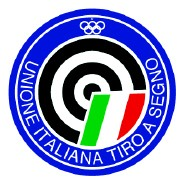 UNIONE ITALIANA TIRO A SEGNO